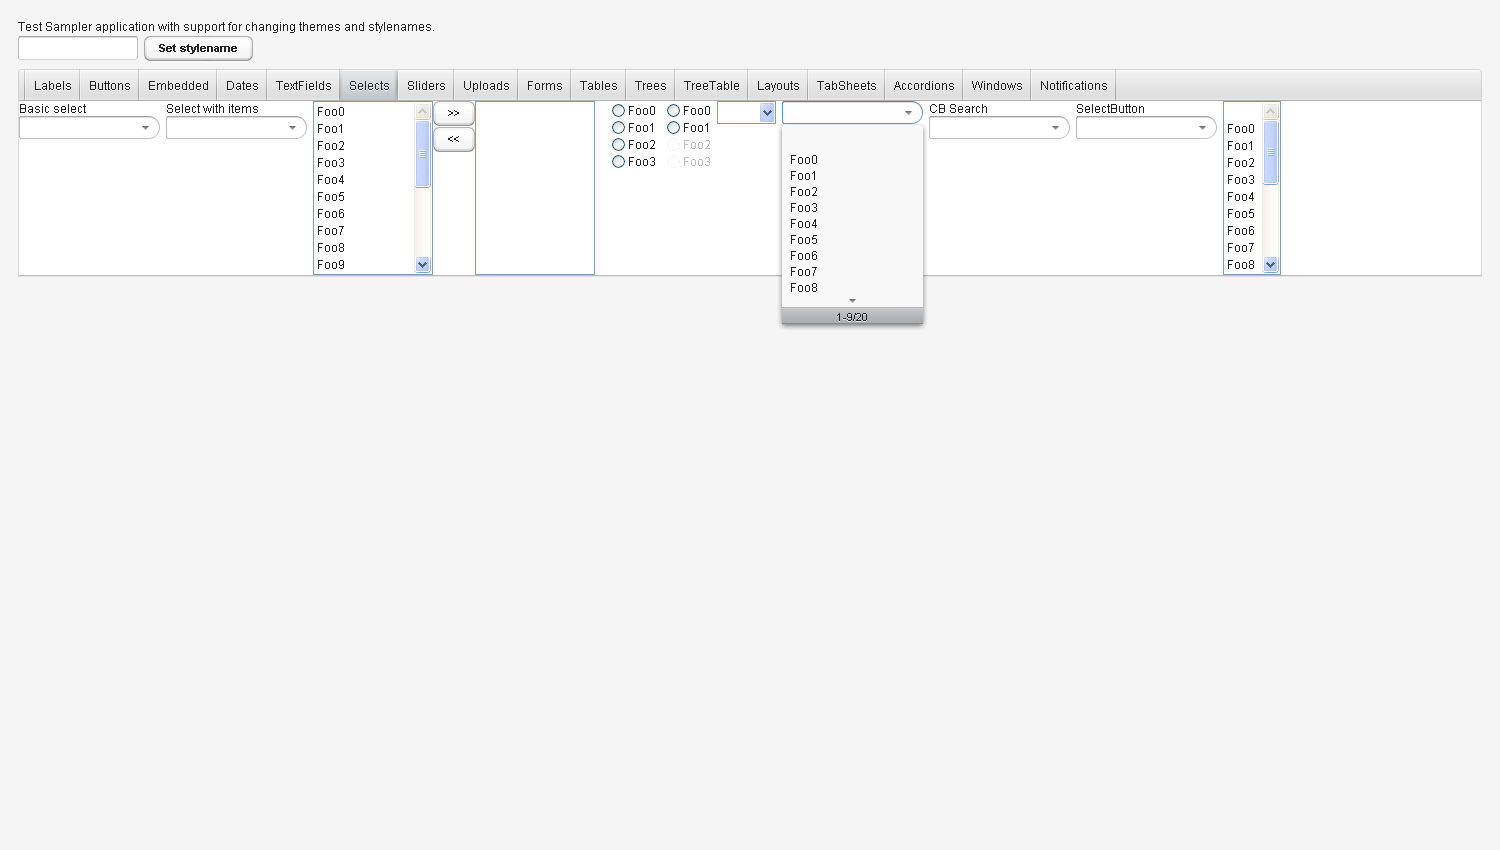 Test Sampler application with support for changing themes and stylenames.
Set stylename
Labels Buttons Embedded Dates TextFields Selects Sliders Uploads Forms Tables Trees TreeTable Layouts TabSheets Accordions Windows Notifications
Basic select
Select with items
Foo0
Foo1
Foo2
Foo3
Foo4
Foo5
Foo6
Foo7
Foo8
Foo9
>>
<<
Foo0
Foo1
Foo2
Foo3
Foo0
Foo1
Foo2
Foo3
Foo0
Foo1
Foo2
Foo3
Foo4
Foo5
Foo6
Foo7
Foo8
1-9/20
CB Search
SelectButton
Foo0
Foo1
Foo2
Foo3
Foo4
Foo5
Foo6
Foo7
Foo8